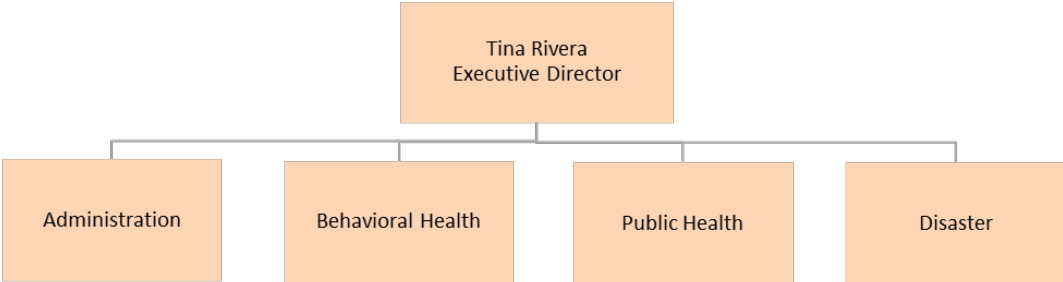 Tina Rivera
Executive Director
Administration
Behavioral Health
Public Health
Disaster